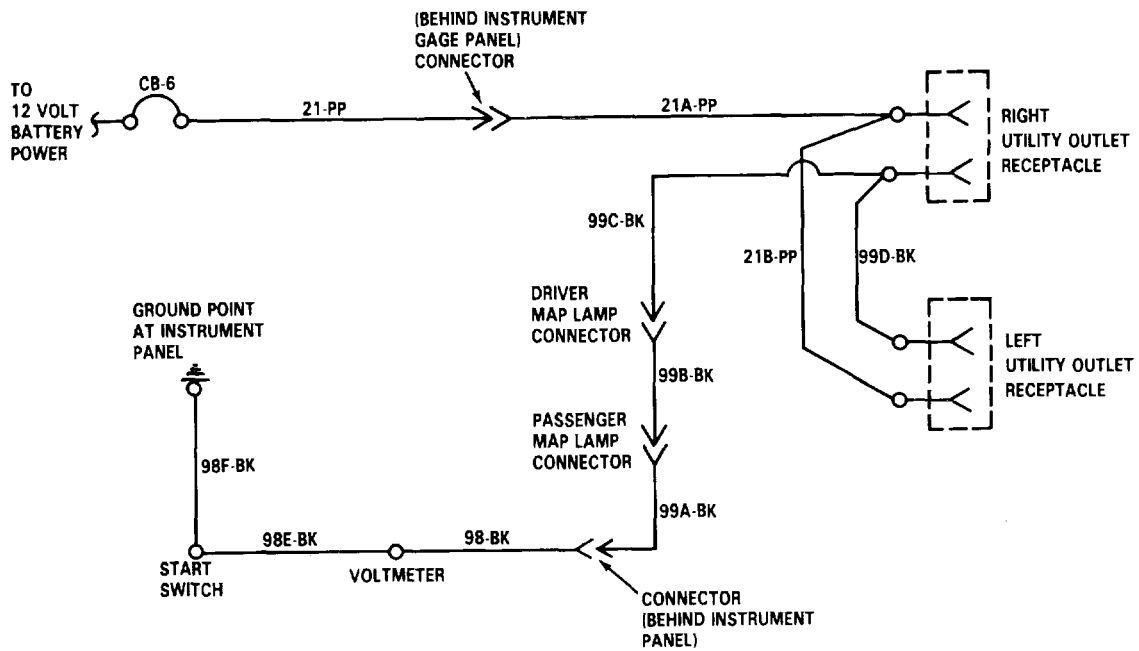 (BEHIND INSTRUMENT
GAGE PANEL)
CONNECTOR
TO
12 VOLT
BATTERY
POWER
CB-6
21-PP
21A-PP
RIGHT
UTILITY OUTLET
RECEPTACLE
99C-BK
21B-PP
99D-BK
DRIVER
MAP LAMP
CONNECTOR
GROUND POINT
AT INSTRUMENT
PANEL
LEFT
UTILITY OUTLET
RECEPTACLE
99B-BK
PASSENGER
MAP LAMP
CONNECTOR
98F-BK
99A-BK
98E-BK
98-BK
START
SWITCH
VOLTMETER
CONNECTOR
(BEHIND INSTRUMENT
PANEL)